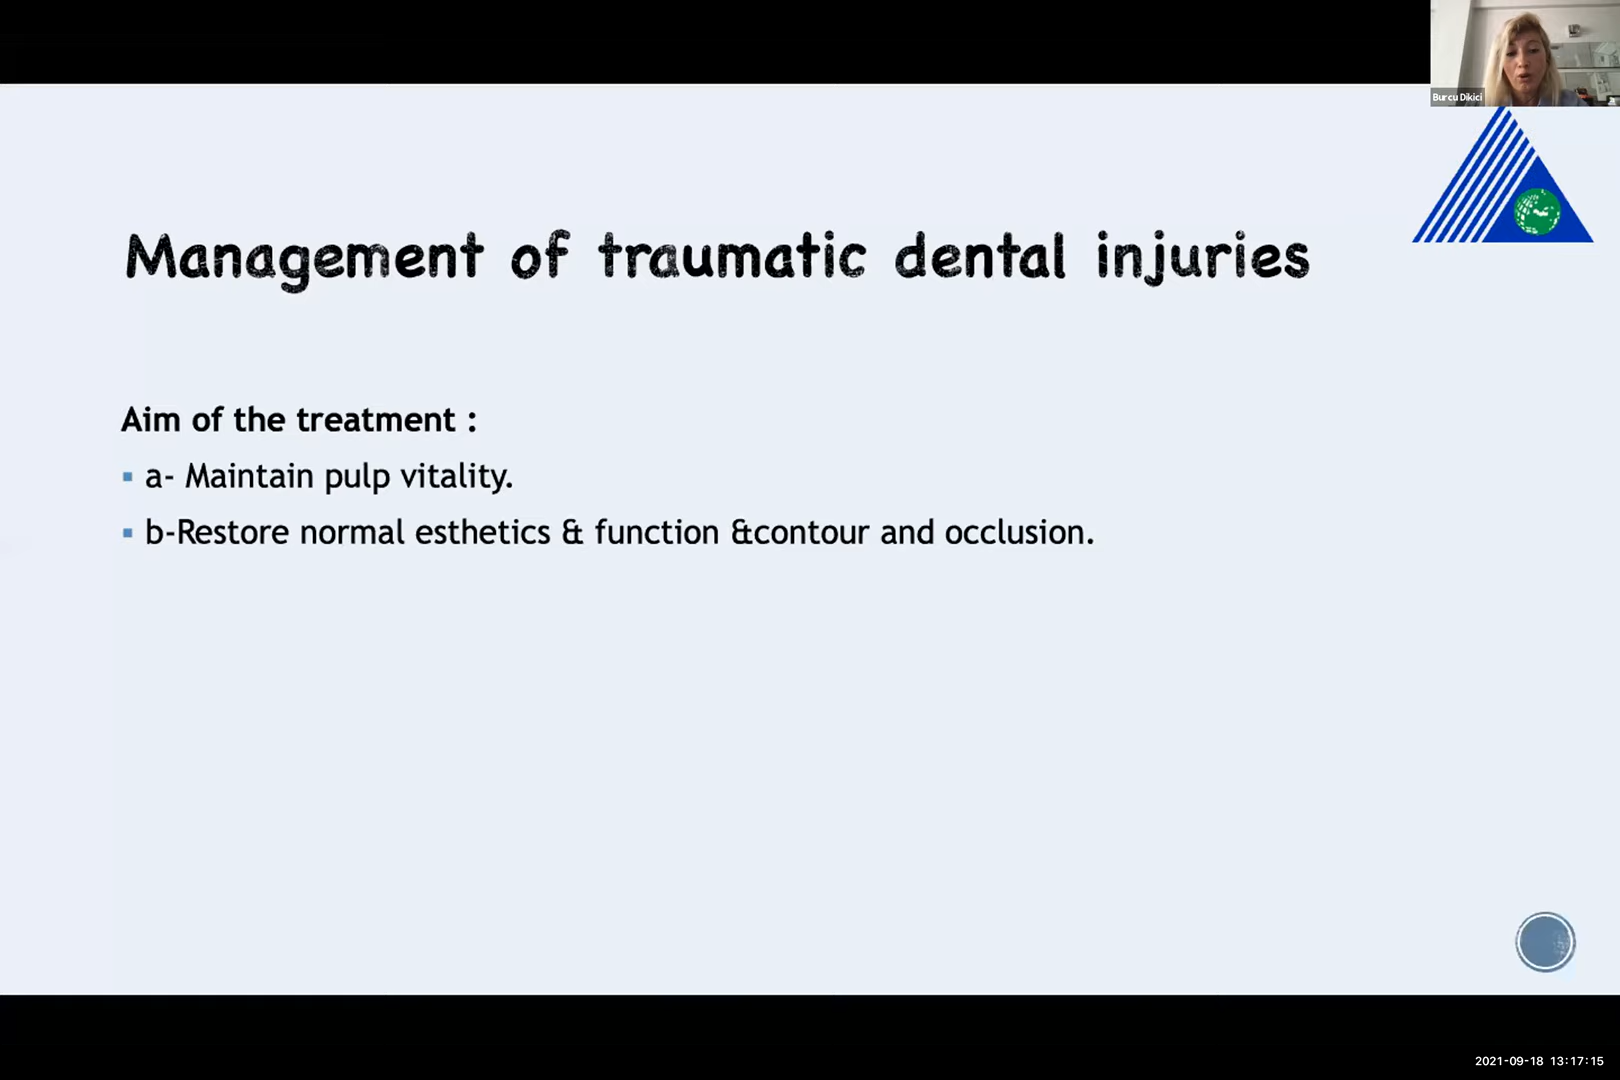 Burcu Dikici
Management of traumatic dental injuries
Aim of the treatment :
a- Maintain pulp vitality.
b-Restore normal esthetics & function &contour and occlusion.
2021-09-18 13:17:15